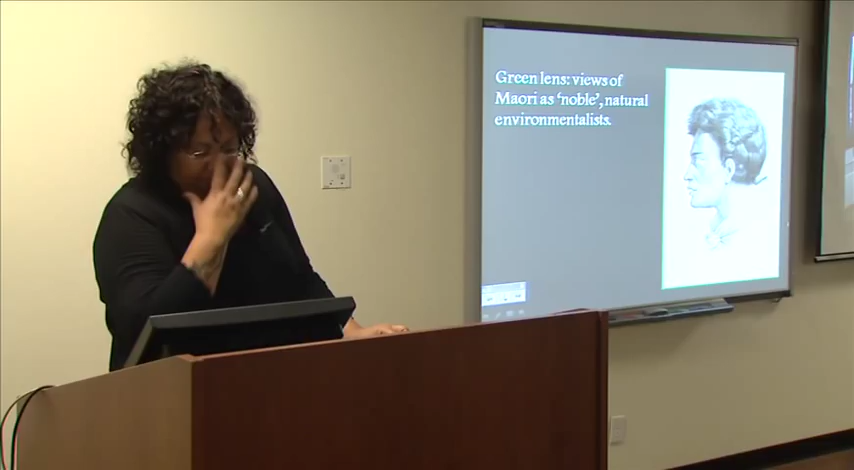 Green lens: views of
Maori as ‘noble’, natural
environmentalists.